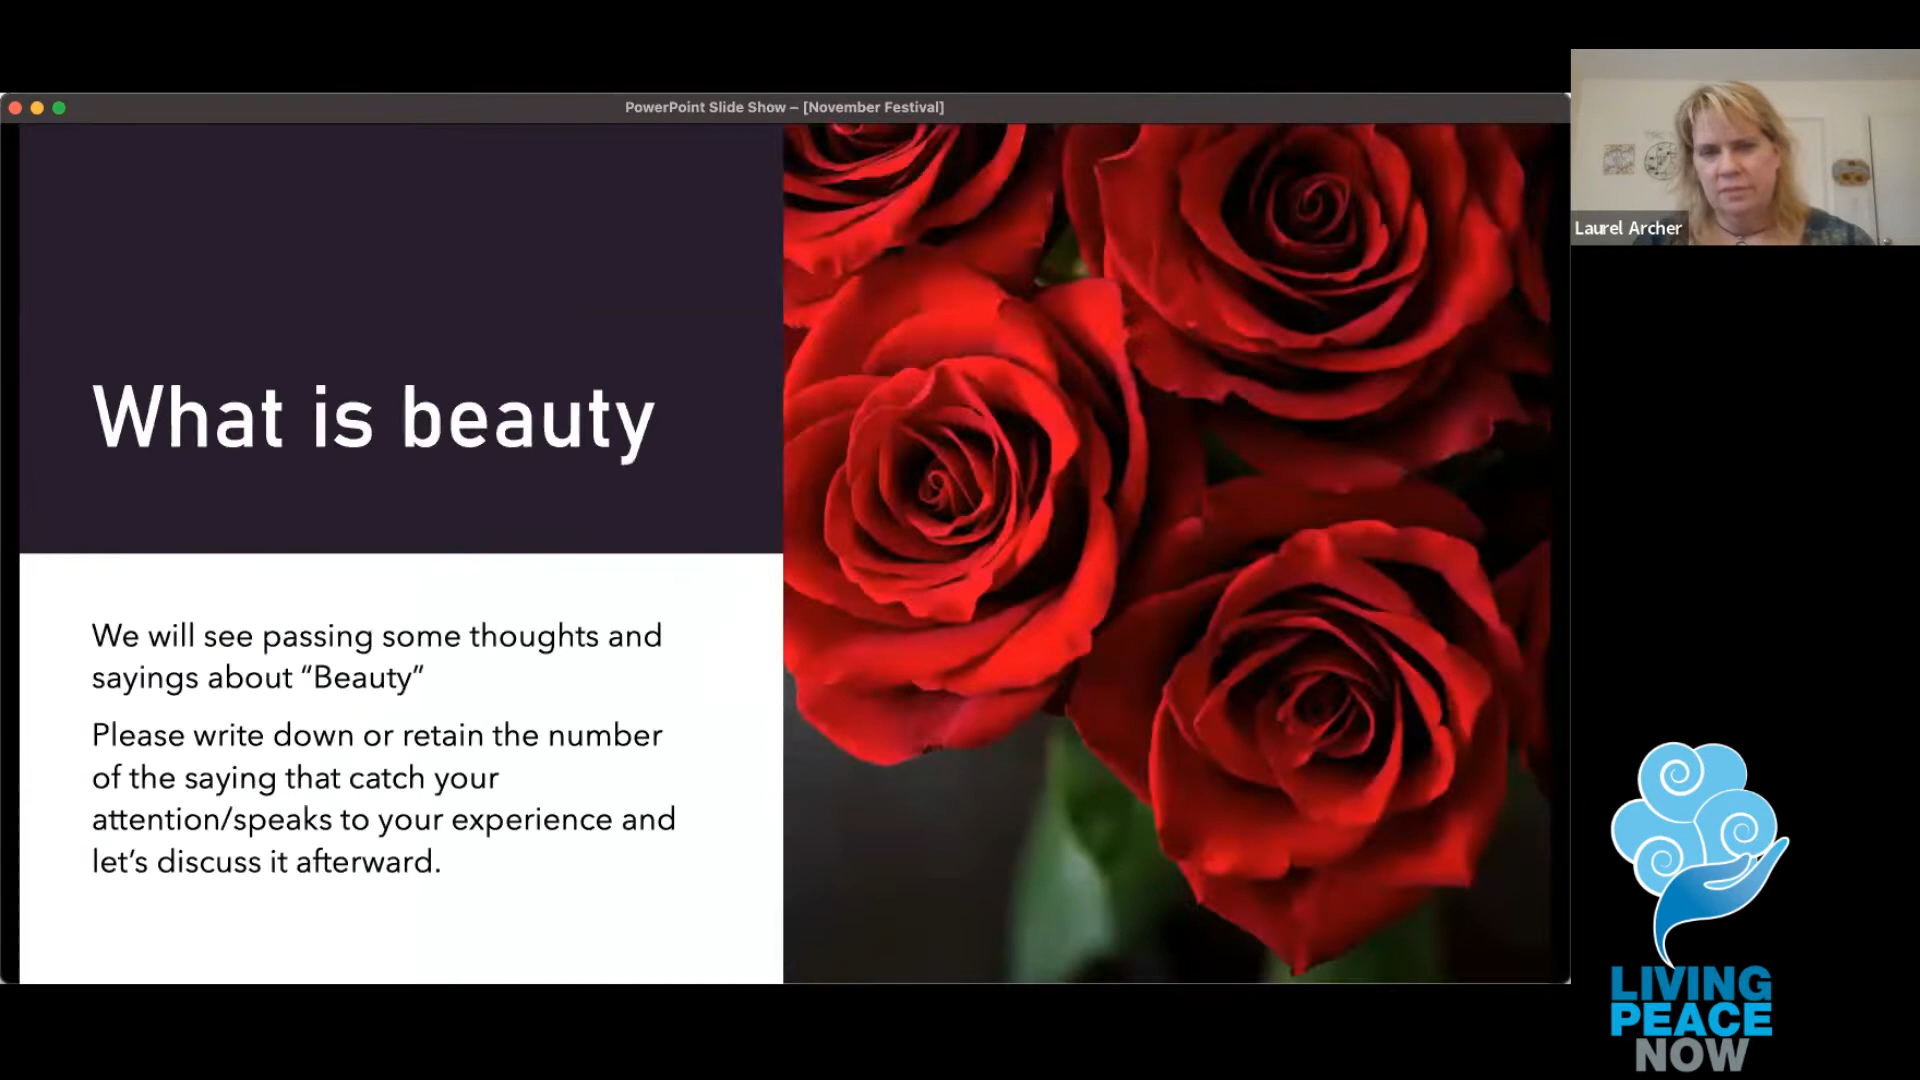 PowerPoint Slide Show – [November Festival]
What is beauty
We will see passing some thoughts and
sayings about “Beauty”
Please write down or retain the number
of the saying that catch your
attention/speaks to your experience and
let’s discuss it afterward.
Laurel Archer
LIVING
PEACE
NOW